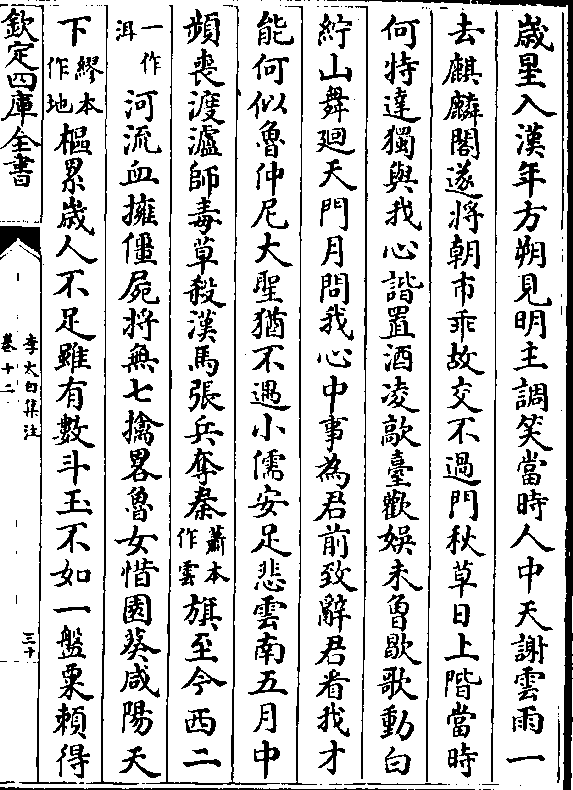 歲星入漢年方朔見明主調笑當時人中天謝雲雨一
去麒麟閣遂將朝市乖故交不過門秋草日上階當時
何特達獨與我心諧置酒凌歊臺歡娛未曾歇歌動白
紵山舞廻天門月問我心中事為君前致辭君看我才
能何似魯仲尼大聖猶不遇小儒安足悲雲南五月中
頻喪渡瀘師毒草殺漢馬張兵奪秦蕭本作雲旗至今西二
一作洱河流血擁僵屍將無七擒畧魯女惜園葵咸陽天
下繆本作地樞累歲人不足雖有數斗玉不如一盤粟賴得
欽定四庫全書
李太白集注
卷十二
三十